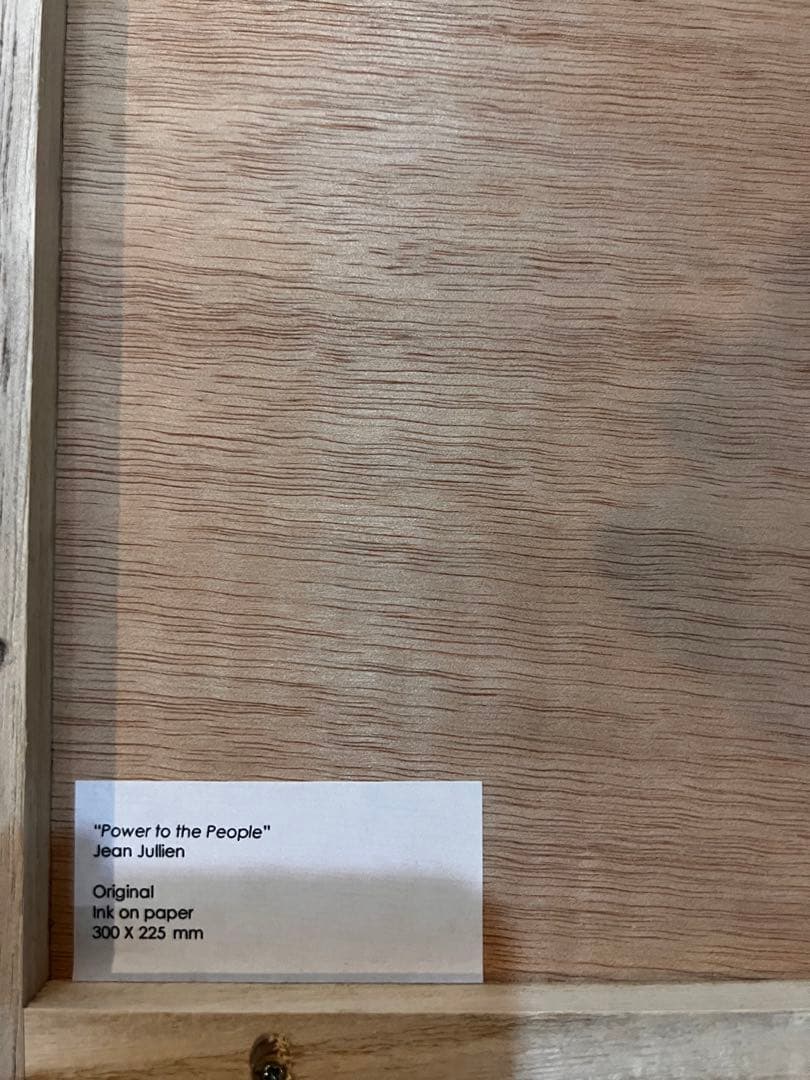 "Power to the People"
Jean Jullien
Original
Ink on paper
300 X 225 mm